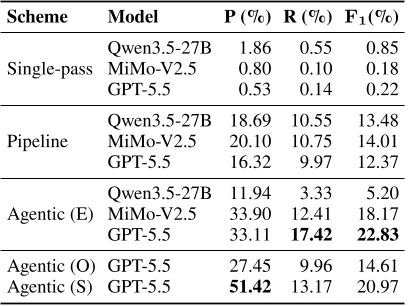 Scheme Model P (%) R (%) F₁(%)
Qwen3.5-27B 1.86 0.55 0.85
Single-pass MiMo-V2.5 0.80 0.10 0.18
GPT-5.5 0.53 0.14 0.22
Qwen3.5-27B 18.69 10.55 13.48
Pipeline MiMo-V2.5 20.10 10.75 14.01
GPT-5.5 16.32 9.97 12.37
Qwen3.5-27B 11.94 3.33 5.20
Agentic (E) MiMo-V2.5 33.90 12.41 18.17
GPT-5.5 33.11 17.42 22.83
Agentic (O) GPT-5.5 27.45 9.96 14.61
Agentic (S) GPT-5.5 51.42 13.17 20.97